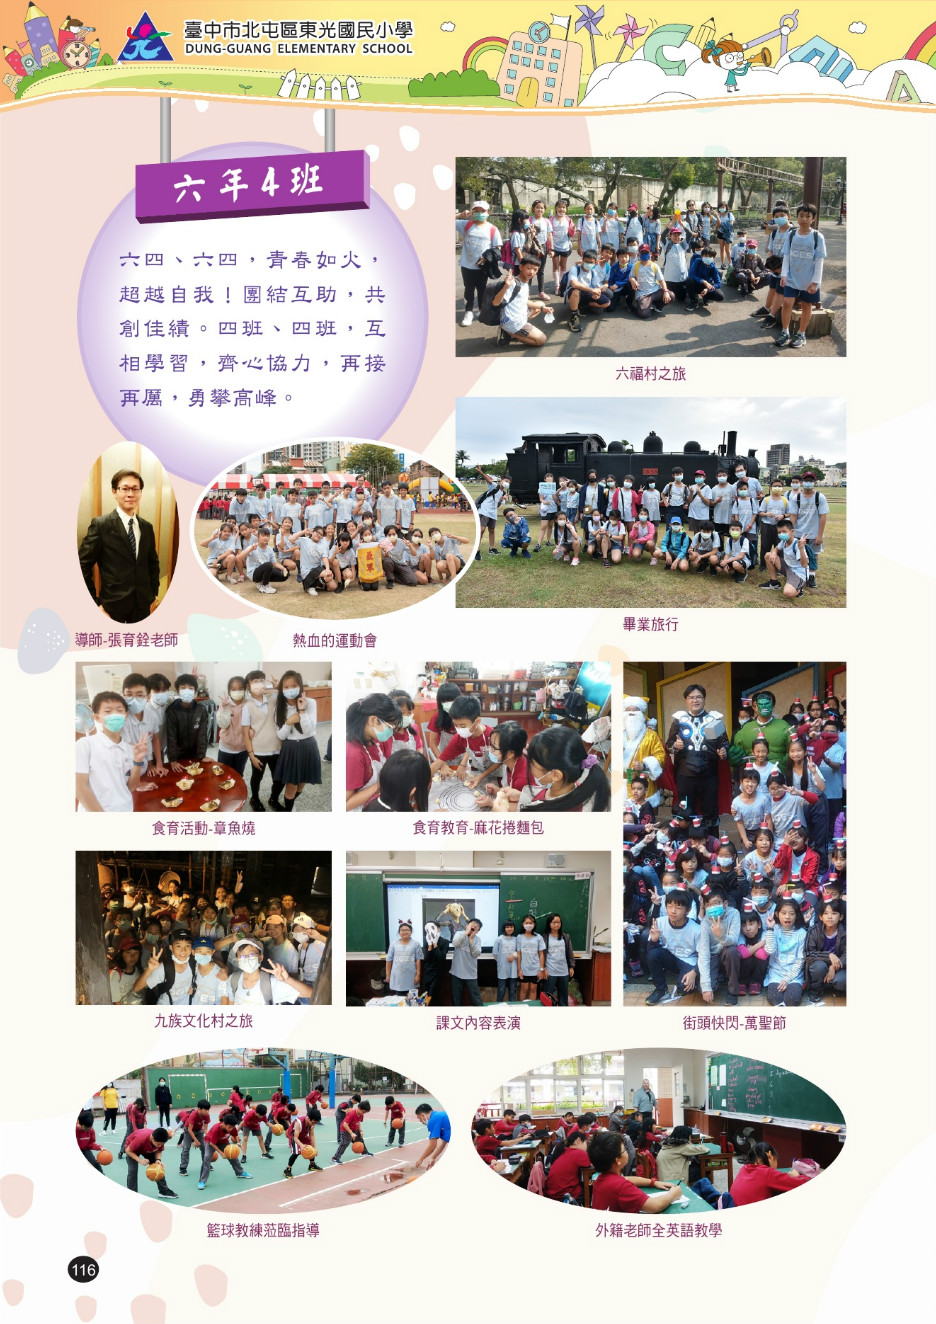 臺中市北屯區東光國民小學
DUNG-GUANG ELEMENTARY SCHOOL
六年4班
六四、六四，青春如火，
超越自我！團結互助，共
創佳績。四班、四班，互
相學習，齊心協力，再接
再厲，勇攀高峰。
六福村之旅
畢業旅行
導師-張育銓老師
熱血的運動會
食育活動-章魚燒
食育教育-麻花捲麵包
九族文化村之旅
課文內容表演
街頭快閃-萬聖節
籃球教練蒞臨指導
外籍老師全英語教學
116